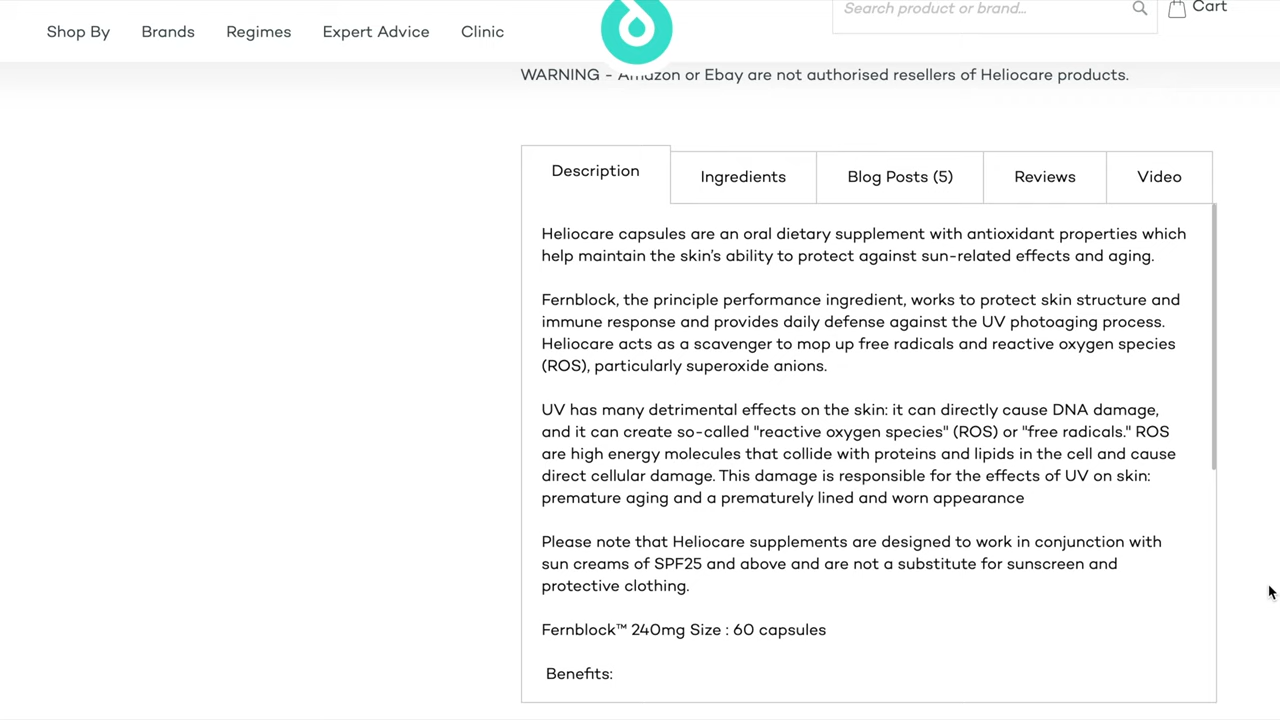 Shop By
Brands
Regimes
Expert Advice
Clinic
Search product or brand...
Cart
WARNING - Amazon or Ebay are not authorised resellers of Heliocare products.
Description
Ingredients
Blog Posts (5)
Reviews
Video
Heliocare capsules are an oral dietary supplement with antioxidant properties which
help maintain the skin's ability to protect against sun-related effects and aging.
Fernblock, the principle performance ingredient, works to protect skin structure and
immune response and provides daily defense against the UV photoaging process.
Heliocare acts as a scavenger to mop up free radicals and reactive oxygen species
(ROS), particularly superoxide anions.
UV has many detrimental effects on the skin: it can directly cause DNA damage,
and it can create so-called "reactive oxygen species" (ROS) or "free radicals." ROS
are high energy molecules that collide with proteins and lipids in the cell and cause
direct cellular damage. This damage is responsible for the effects of UV on skin:
premature aging and a prematurely lined and worn appearance
Please note that Heliocare supplements are designed to work in conjunction with
sun creams of SPF25 and above and are not a substitute for sunscreen and
protective clothing.
Fernblock™ 240mg Size : 60 capsules
Benefits: